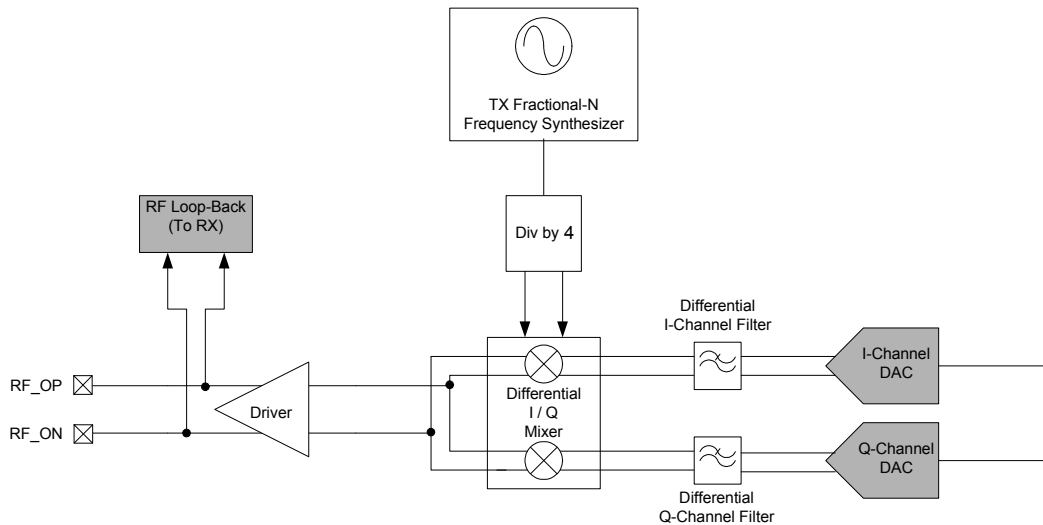 TX Fractional-N
Frequency Synthesizer
RF Loop-Back
(To RX)
Div by 4
Differential
I-Channel Filter
I-Channel
DAC
RF_OP
Driver
Differential
I / Q
Mixer
RF_ON
Q-Channel
DAC
Differential
Q-Channel Filter